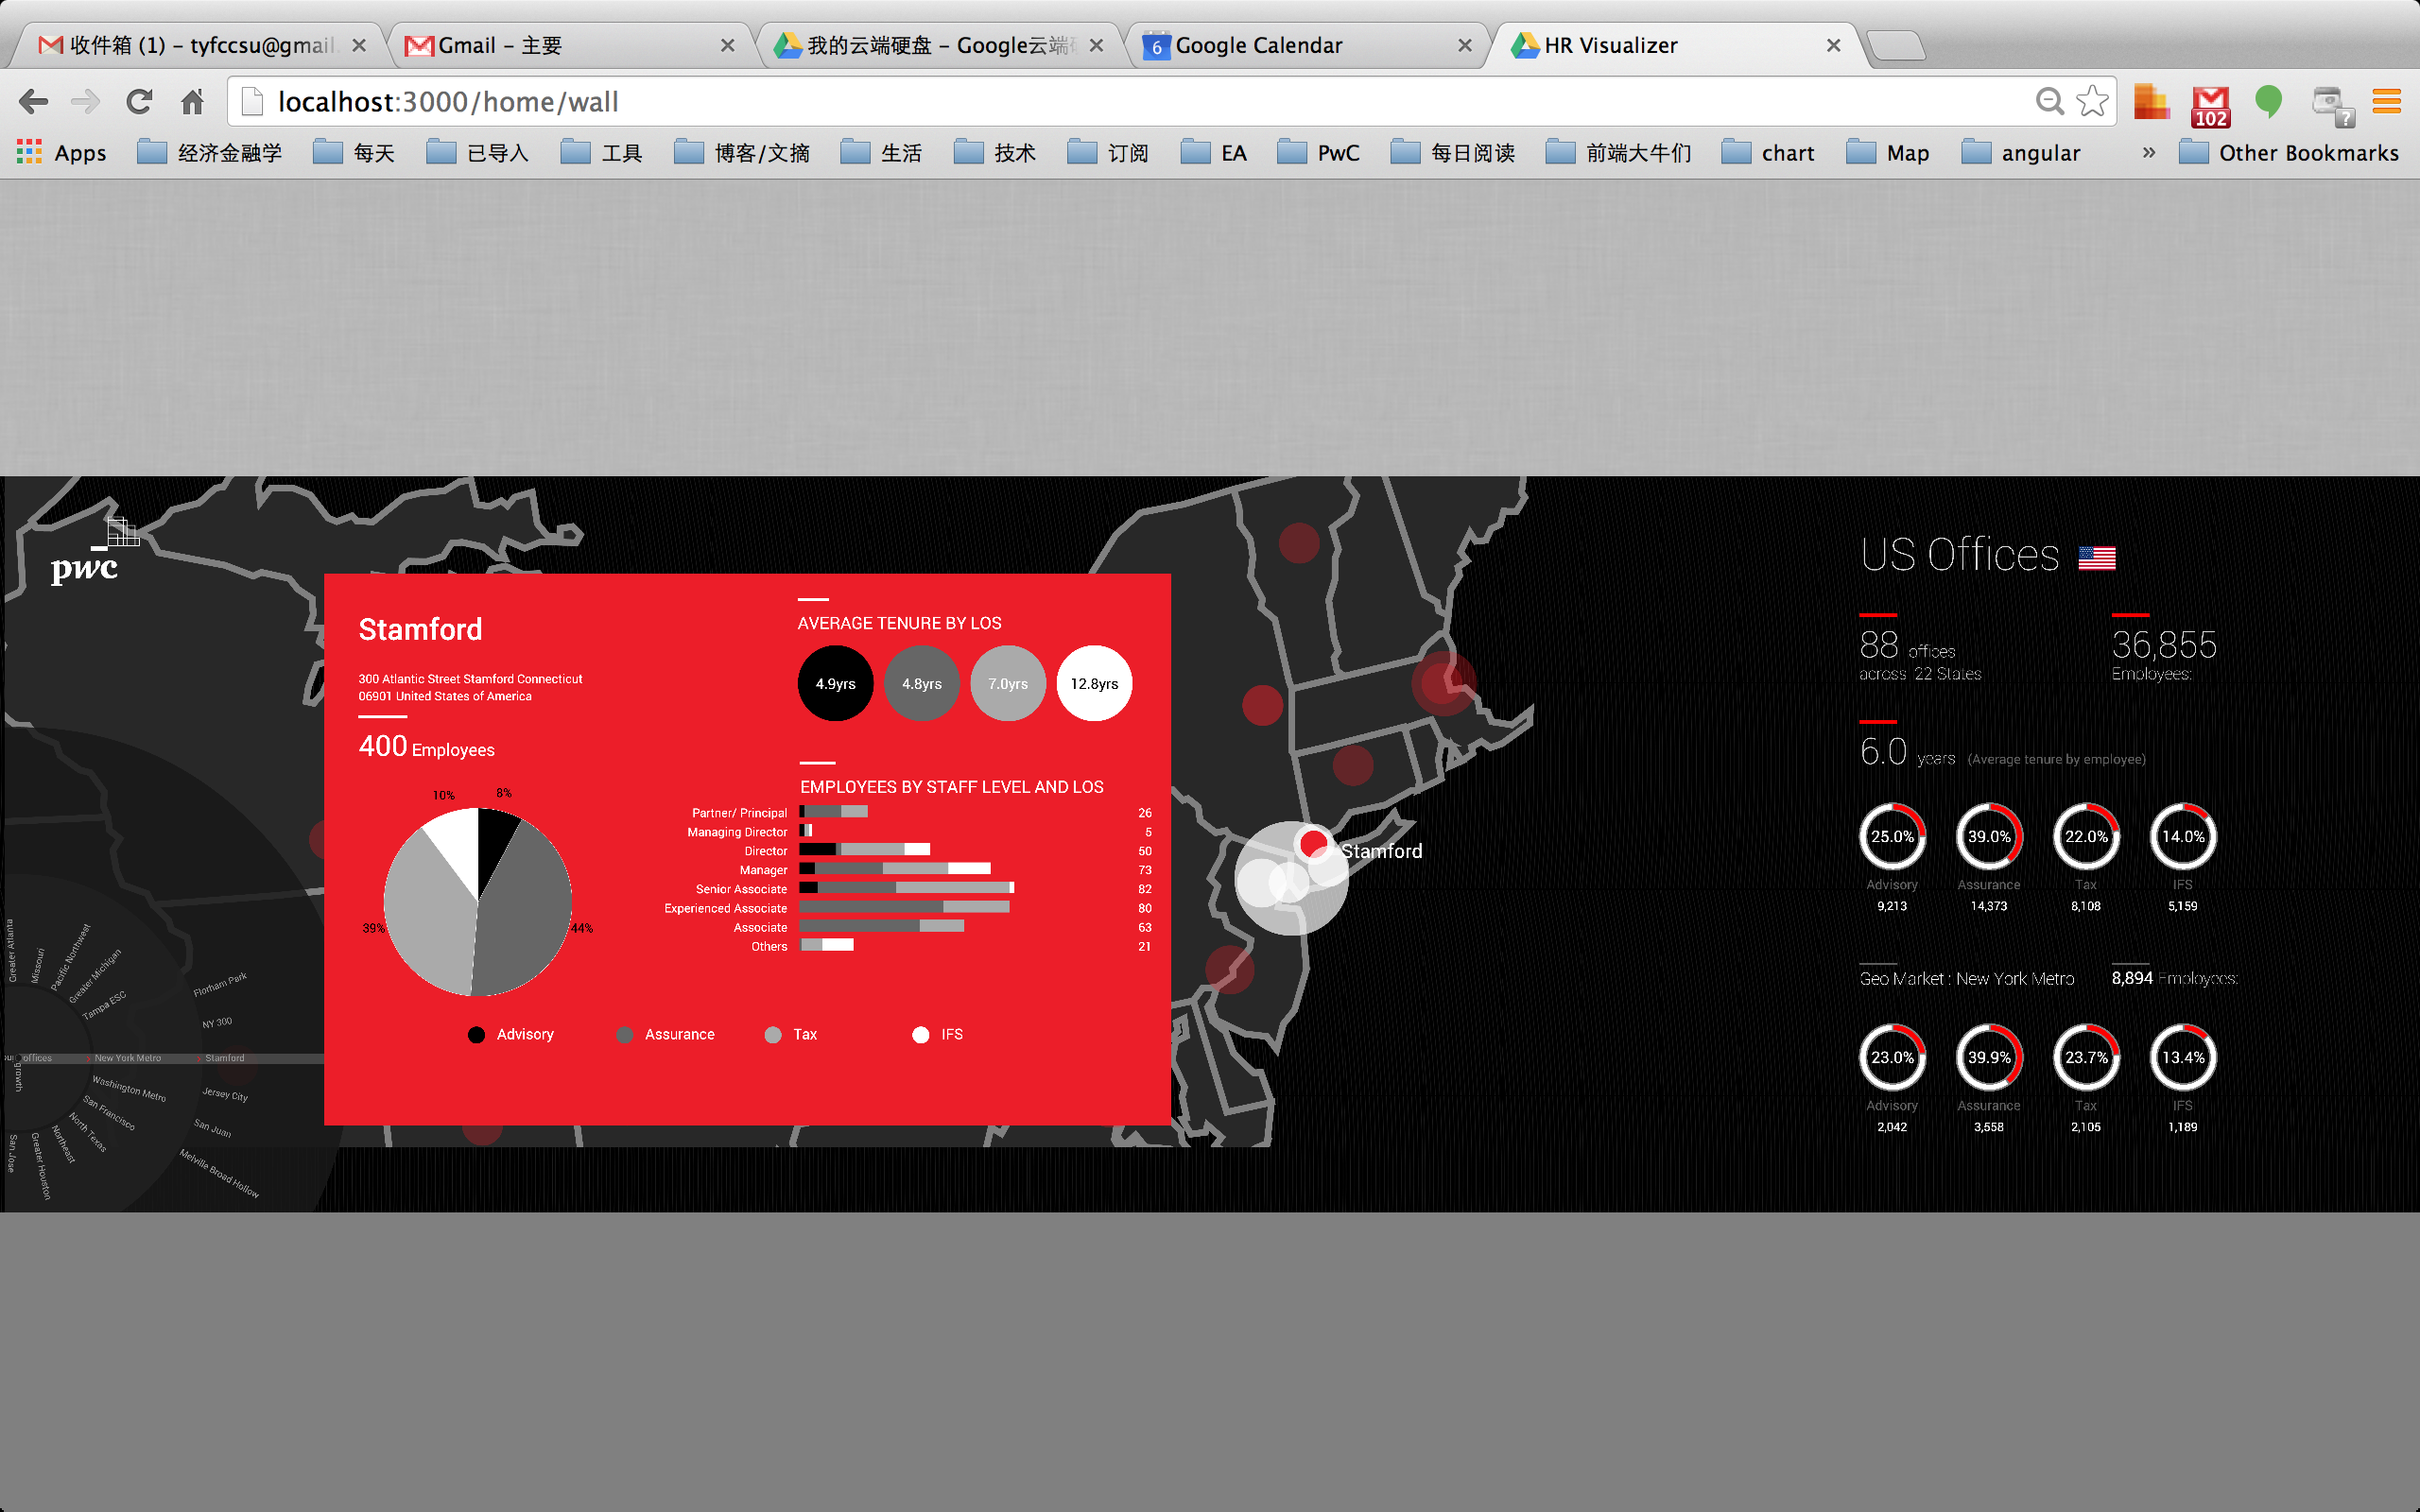 收件箱 (1) – tyfccsu@gmail.
Gmail – 主要
我的云端硬盘 – Google云端
6
Google Calendar
HR Visualizer
localhost:3000/home/wall
102
?
Apps
经济金融学
每天
已导入
工具
博客/文摘
生活
技术
订阅
EA
PwC
每日阅读
前端大牛们
chart
Map
angular
»
Other Bookmarks
pwc
Stamford
300 Atlantic Street Stamford Connecticut
06901 United States of America
400 Employees
10%
8%
39%
44%
AVERAGE TENURE BY LOS
4.9yrs
4.8yrs
7.0yrs
12.8yrs
EMPLOYEES BY STAFF LEVEL AND LOS
Partner/ Principal 26
Managing Director 5
Director 50
Manager 73
Senior Associate 82
Experienced Associate 80
Associate 63
Others 21
Advisory
Assurance
Tax
IFS
Stamford
Greater Atlanta
Missouri
Pacific Northwest
Greater Michigan
Tampa ESC
offices
New York Metro
Stamford
growth
Washington Metro
San Francisco
North Texas
Northeast
Greater Houston
San Jose
Florham Park
NY 300
Jersey City
San Juan
Melville Broad Hollow
US Offices
88 offices
across 22 States
36,855
Employees:
6.0 years (Average tenure by employee)
25.0%
39.0%
22.0%
14.0%
Advisory
Assurance
Tax
IFS
9,213
14,373
8,108
5,159
Geo Market : New York Metro
8,894 Employees:
23.0%
39.9%
23.7%
13.4%
Advisory
Assurance
Tax
IFS
2,042
3,558
2,105
1,189